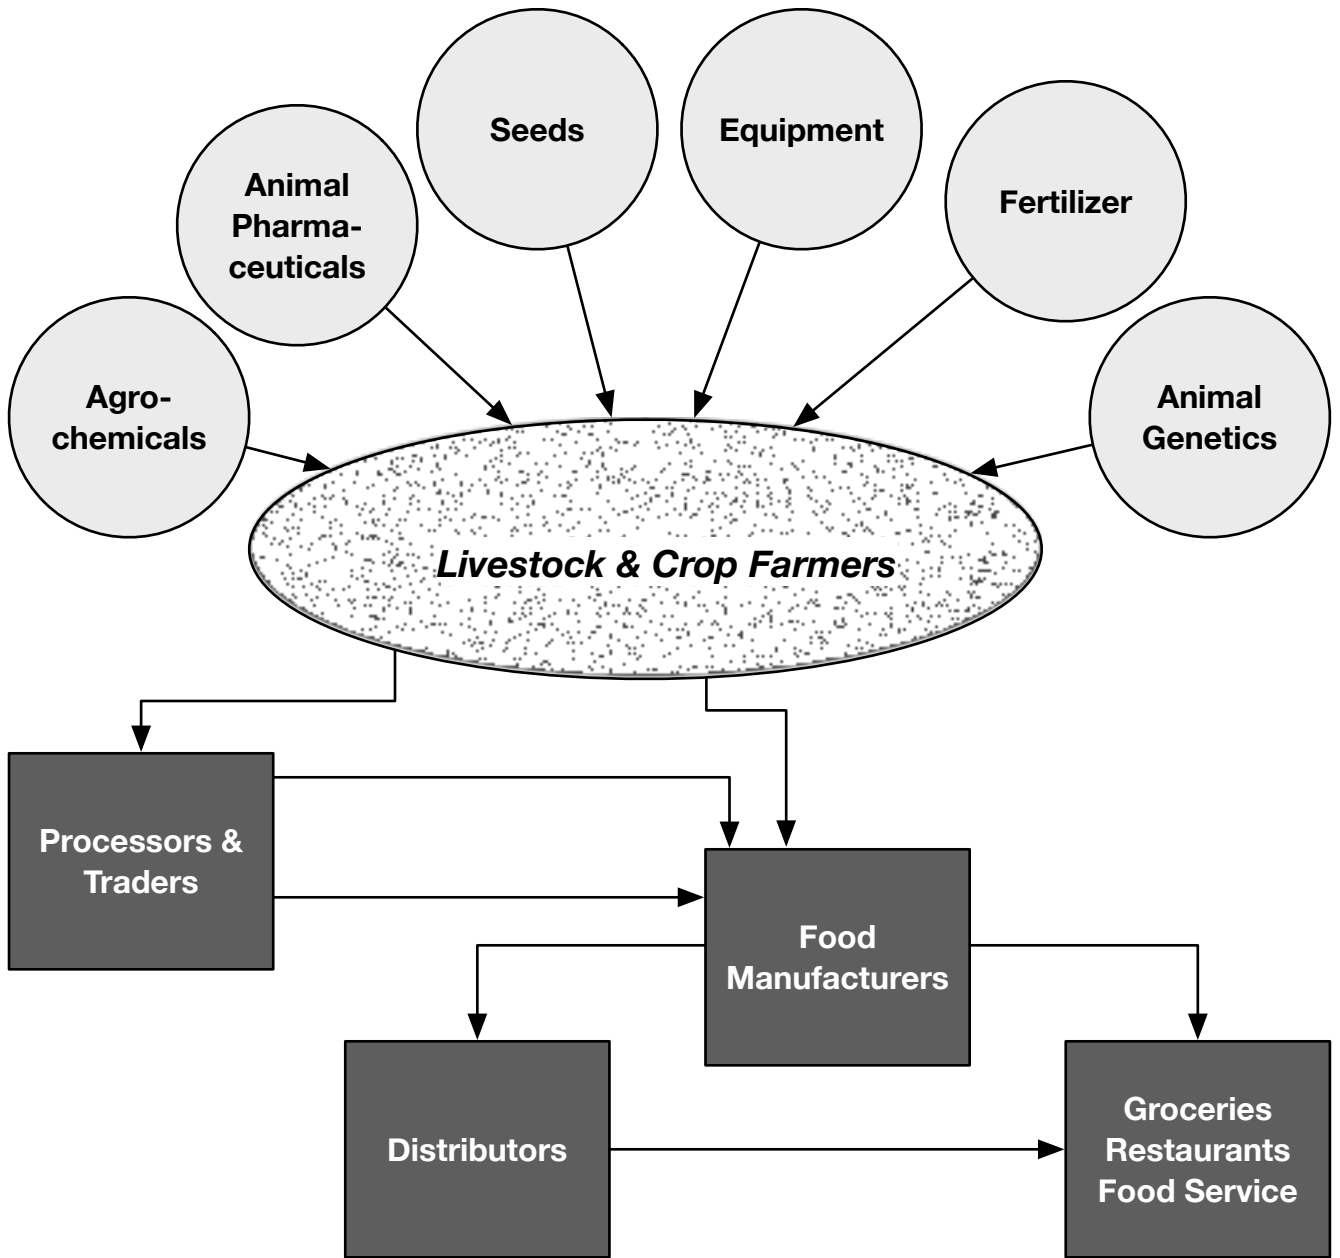 Seeds
Equipment
Animal
Pharma-
ceuticals
Fertilizer
Agro-
chemicals
Animal
Genetics
Livestock & Crop Farmers
Processors &
Traders
Food
Manufacturers
Distributors
Groceries
Restaurants
Food Service